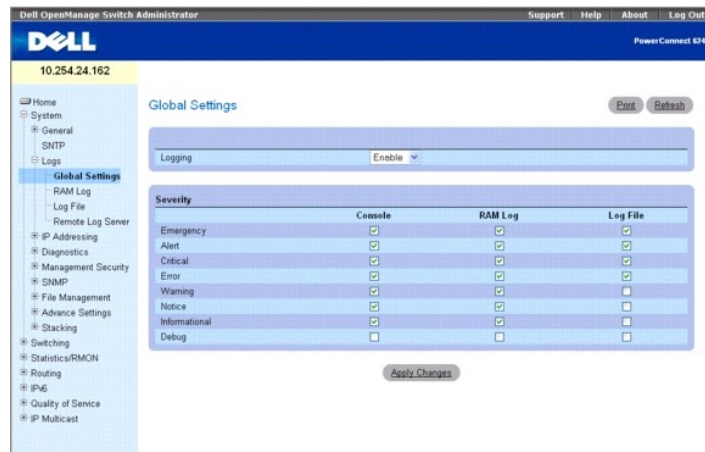 Dell OpenManage Switch Administrator
Support Help About Log Out
DELL
PowerConnect 624
10.254.24.162
Home
System
General
SNTP
Logs
Global Settings
RAM Log
Log File
Remote Log Server
IP Addressing
Diagnostics
Management Security
SNMP
File Management
Advance Settings
Stacking
Switching
Statistics/RMON
Routing
IPv6
Quality of Service
IP Multicast
Global Settings
Print Refresh
Logging Enable
Severity
Console RAM Log Log File
Emergency
Alert
Critical
Error
Warning
Notice
Informational
Debug
Apply Changes